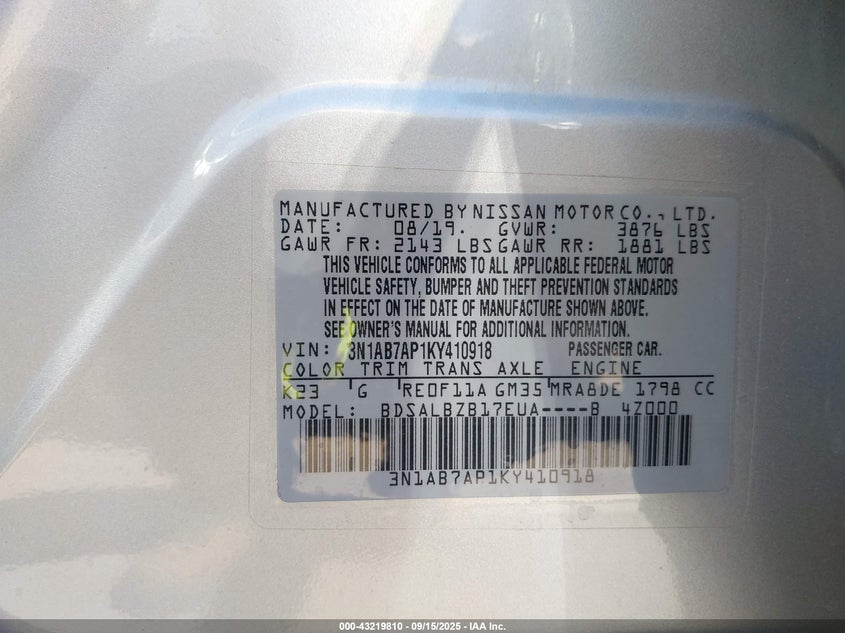 MANUFACTURED BY NISSAN MOTOR CO., LTD.
DATE: 08/19. GVWR: 3876 LBS
GAWR FR: 2143 LBS GAWR RR: 1881 LBS
THIS VEHICLE CONFORMS TO ALL APPLICABLE FEDERAL MOTOR
VEHICLE SAFETY, BUMPER AND THEFT PREVENTION STANDARDS
IN EFFECT ON THE DATE OF MANUFACTURE SHOWN ABOVE.
SEE OWNER'S MANUAL FOR ADDITIONAL INFORMATION.
VIN: 3N1AB7AP1KY410918 PASSENGER CAR.
COLOR TRIM TRANS AXLE ENGINE
K23 G RE0F11A GM35 MRA8DE 1798 CC
MODEL: BDSALBZB17EUA----B 4Z000
3N1AB7AP1KY410918
000-43219810 - 09/15/2025 - IAA Inc.